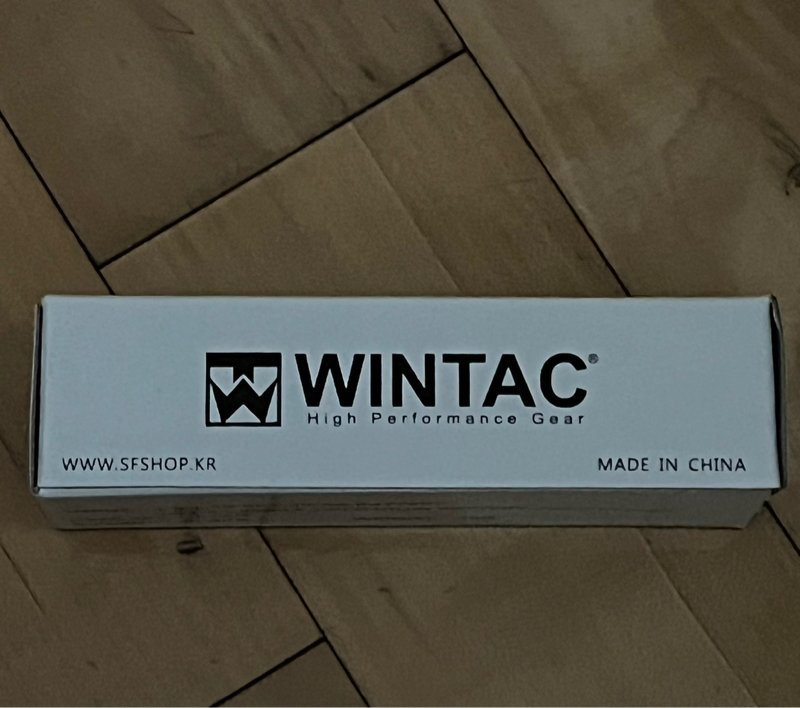 WINTAC®
High Performance Gear
WWW.SFSHOP.KR
MADE IN CHINA